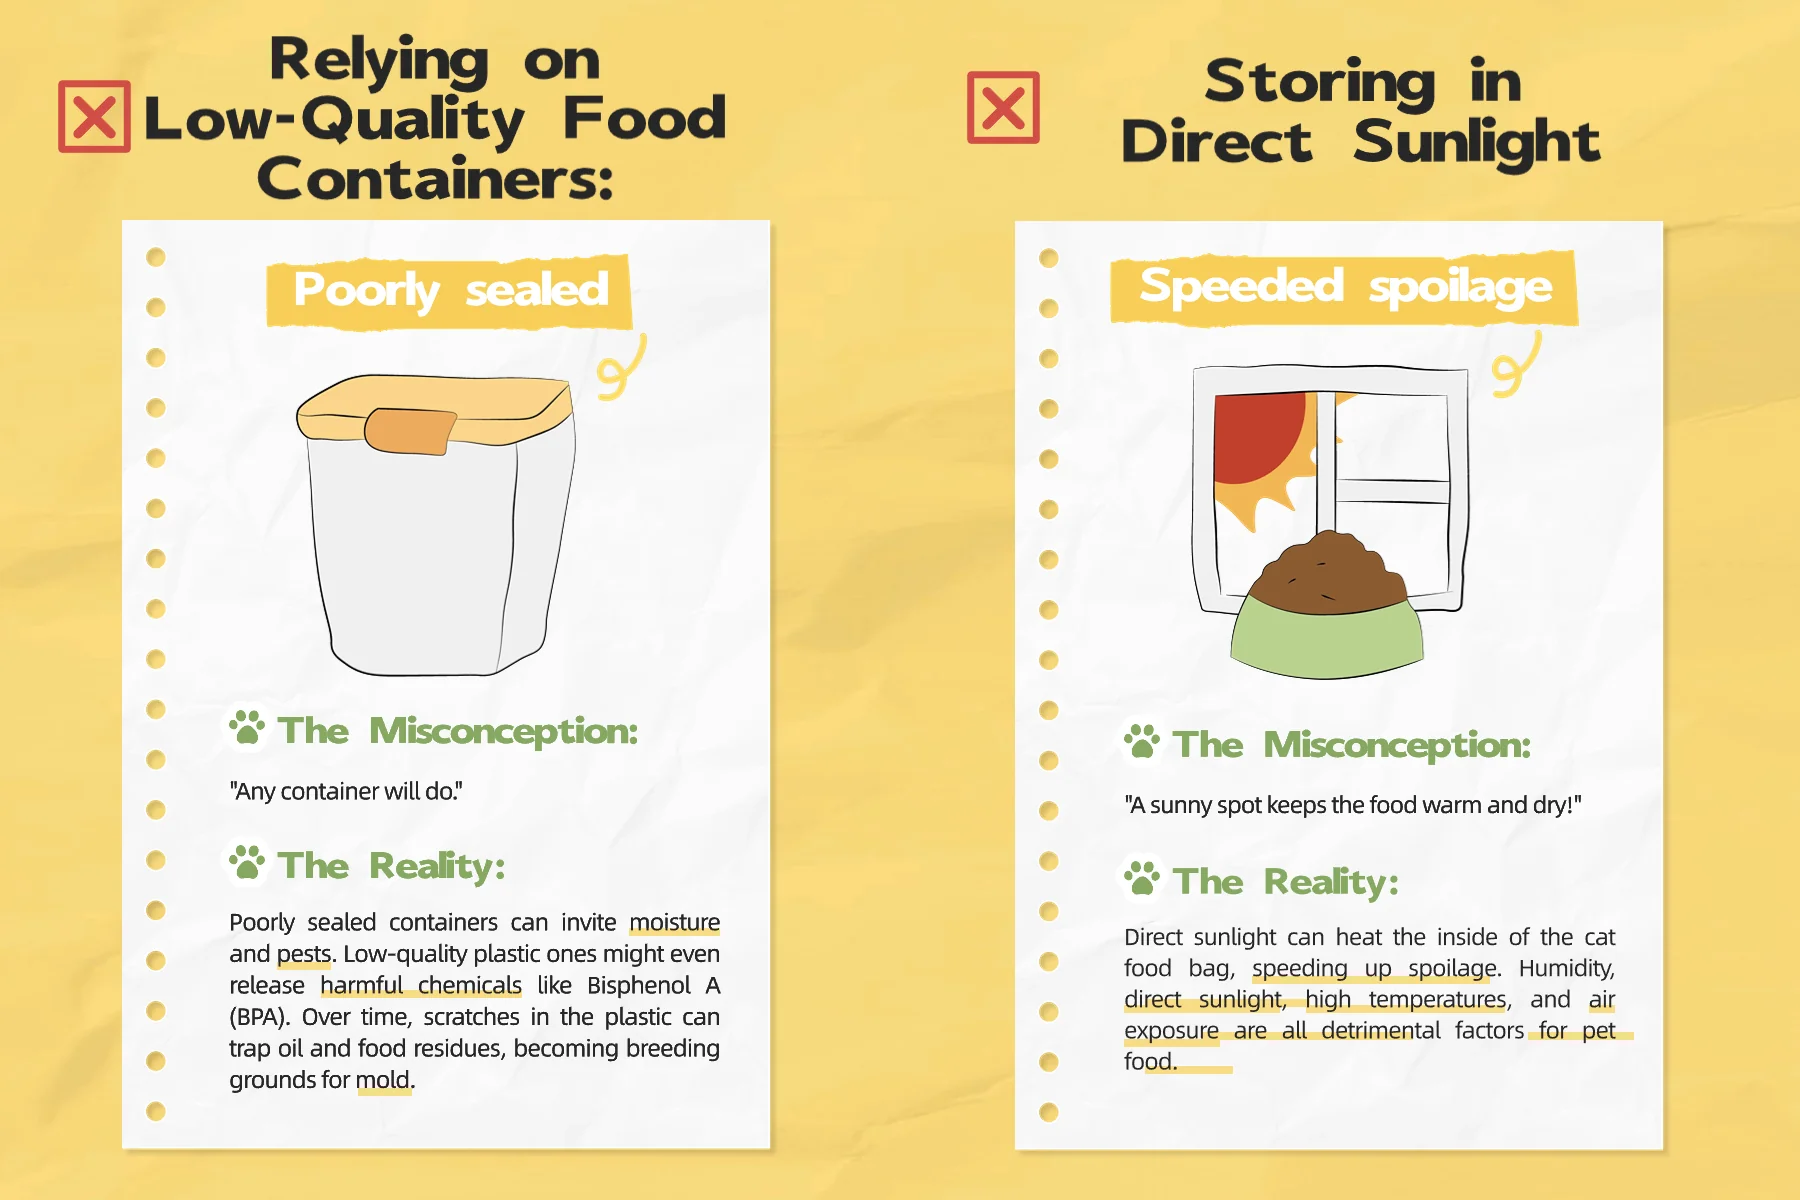 Relying on
Low-Quality Food
Containers:
Poorly sealed
The Misconception:
"Any container will do."
The Reality:
Poorly sealed containers can invite moisture
and pests. Low-quality plastic ones might even
release harmful chemicals like Bisphenol A
(BPA). Over time, scratches in the plastic can
trap oil and food residues, becoming breeding
grounds for mold.
Storing in
Direct Sunlight
Speeded spoilage
The Misconception:
"A sunny spot keeps the food warm and dry!"
The Reality:
Direct sunlight can heat the inside of the cat
food bag, speeding up spoilage. Humidity,
direct sunlight, high temperatures, and air
exposure are all detrimental factors for pet
food.